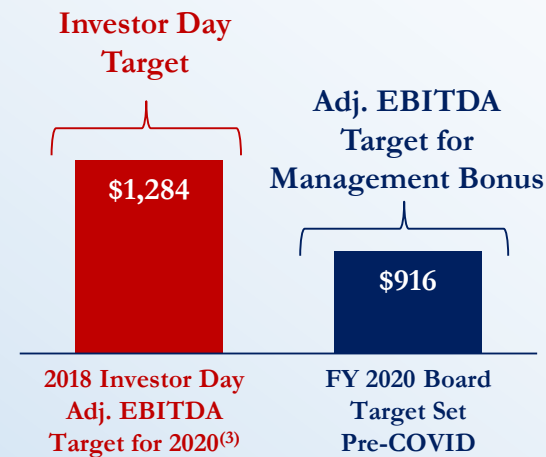 Investor Day
Target
Adj. EBITDA
Target for
Management Bonus
$1,284
$916
2018 Investor Day
Adj. EBITDA
Target for 2020(3)
FY 2020 Board
Target Set
Pre-COVID